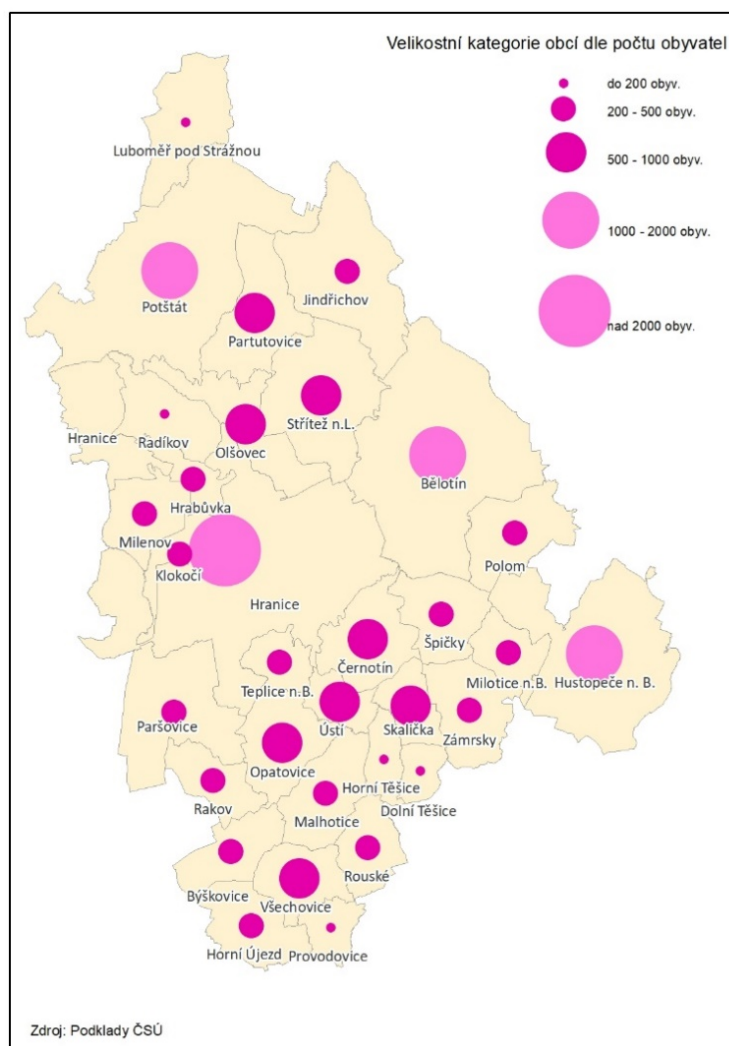 Velikostní kategorie obcí dle počtu obyvatel
do 200 obyv.
200 - 500 obyv.
500 - 1000 obyv.
1000 - 2000 obyv.
nad 2000 obyv.
Luboměř pod Strážnou
Potštát
Jindřichov
Partutovice
Střítež n.L.
Hranice
Radíkov
Olšovec
Bělotín
Hrabůvka
Milenov
Polom
Klokočí
Hranice
Špičky
Černotín
Teplice n.B.
Milotice n.B.
Hustopeče n. B.
Paršovice
Ústí
Skalička
Zámrsky
Opatovice
Horní Těšice
Rakov
Dolní Těšice
Malhotice
Rouské
Býškovice
Všechovice
Horní Újezd
Provodovice
Zdroj: Podklady ČSÚ